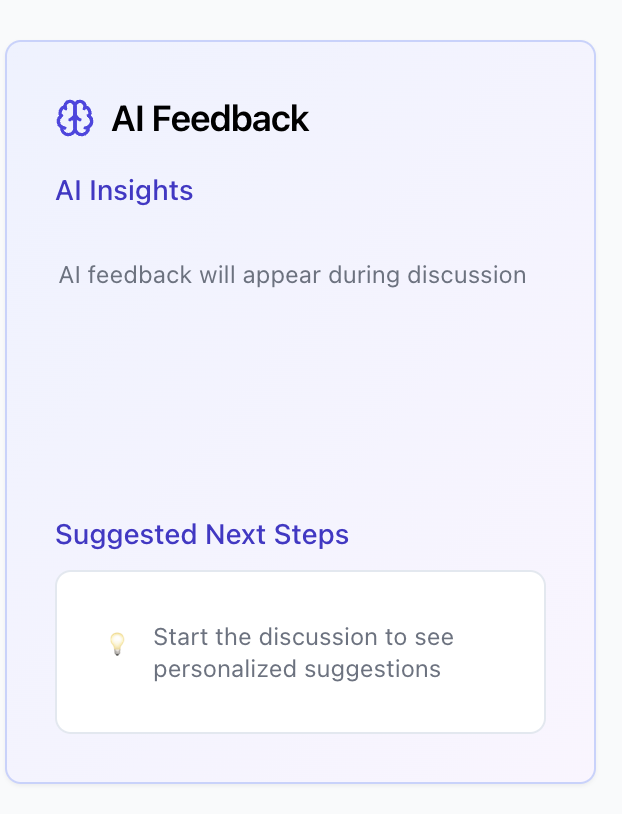 AI Feedback
AI Insights
AI feedback will appear during discussion
Suggested Next Steps
Start the discussion to see
personalized suggestions